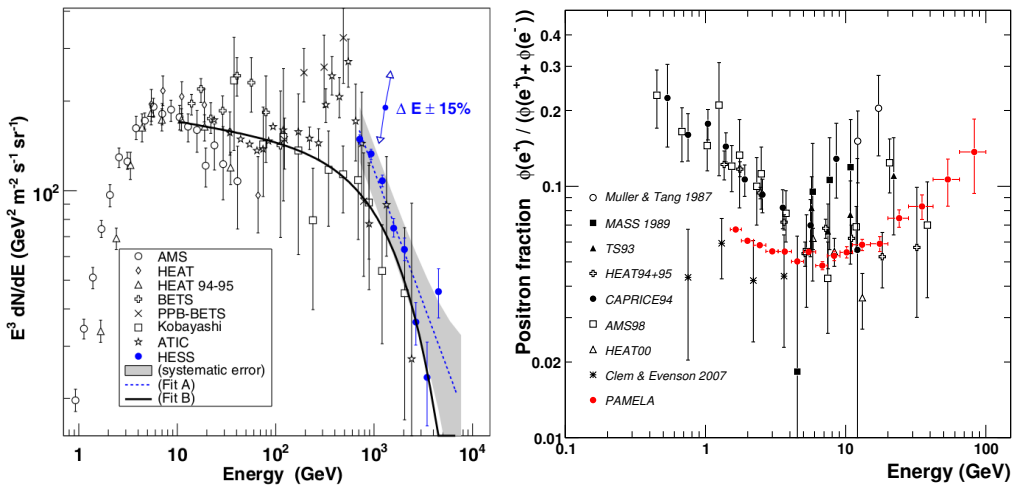 E³ dN/dE (GeV² m⁻² s⁻¹ sr⁻¹)
10²
Δ E ± 15%
AMS
HEAT
HEAT 94-95
BETS
PPB-BETS
Kobayashi
ATIC
HESS
(systematic error)
(Fit A)
(Fit B)
1 10 10² 10³ 10⁴
Energy (GeV)
Positron fraction φ(e⁺) / (φ(e⁺)+ φ(e⁻))
0.4
0.3
0.2
0.1
0.02
0.01
Muller & Tang 1987
MASS 1989
TS93
HEAT94+95
CAPRICE94
AMS98
HEAT00
Clem & Evenson 2007
PAMELA
0.1 1 10 100
Energy (GeV)